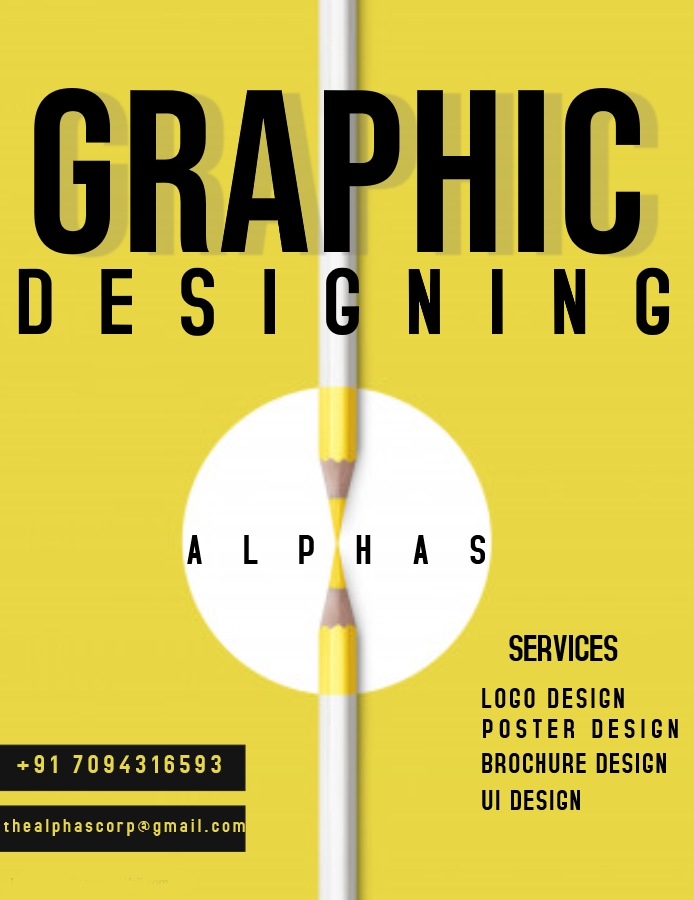 GRAPHIC
DESIGNING
ALPHAS
SERVICES
LOGO DESIGN
POSTER DESIGN
BROCHURE DESIGN
UI DESIGN
+91 7094316593
thealphascorp@gmail.com